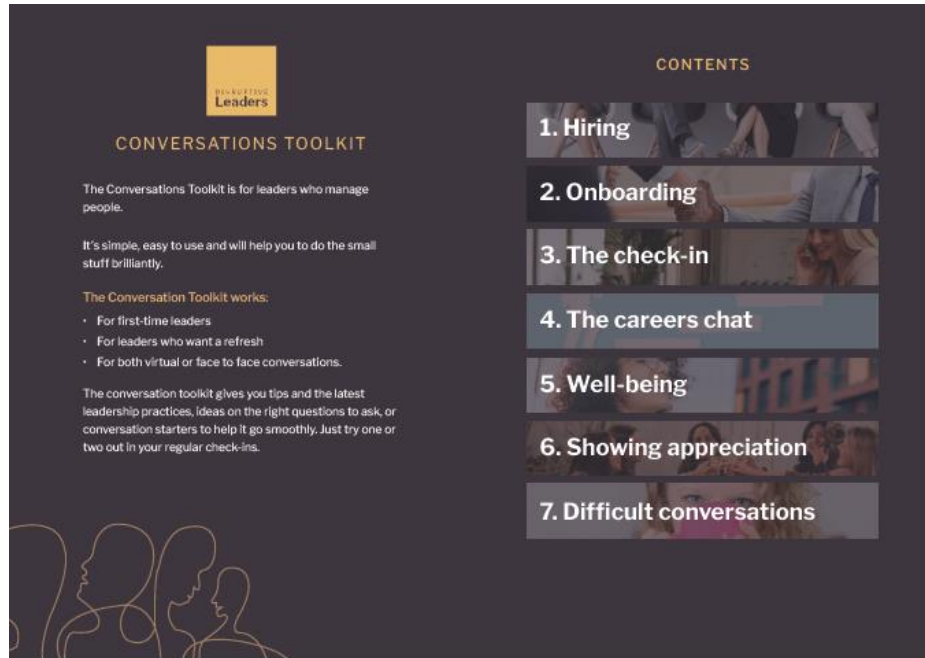 DISRUPTIVE
Leaders
CONVERSATIONS TOOLKIT
The Conversations Toolkit is for leaders who manage
people.
It's simple, easy to use and will help you to do the small
stuff brilliantly.
The Conversation Toolkit works:
• For first-time leaders
• For leaders who want a refresh
• For both virtual or face to face conversations.
The conversation toolkit gives you tips and the latest
leadership practices, ideas on the right questions to ask, or
conversation starters to help it go smoothly. Just try one or
two out in your regular check-ins.
CONTENTS
1. Hiring
2. Onboarding
3. The check-in
4. The careers chat
5. Well-being
6. Showing appreciation
7. Difficult conversations